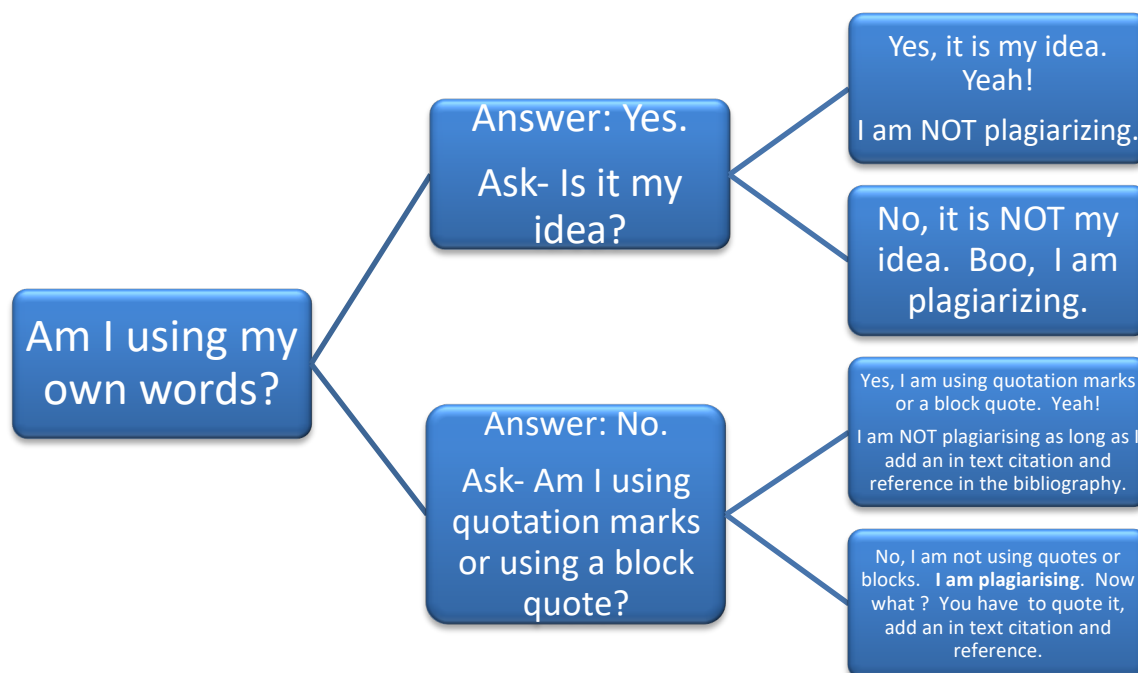 Am I using my
own words?
Answer: Yes.
Ask- Is it my
idea?
Yes, it is my idea.
Yeah!
I am NOT plagiarizing.
No, it is NOT my
idea.  Boo,  I am
plagiarizing.
Answer: No.
Ask- Am I using
quotation marks
or using a block
quote?
Yes, I am using quotation marks
or a block quote.  Yeah!
I am NOT plagiarising as long as I
add an in text citation and
reference in the bibliography.
No, I am not using quotes or
blocks.   I am plagiarising.  Now
what ?  You have  to quote it,
add an in text citation and
reference.